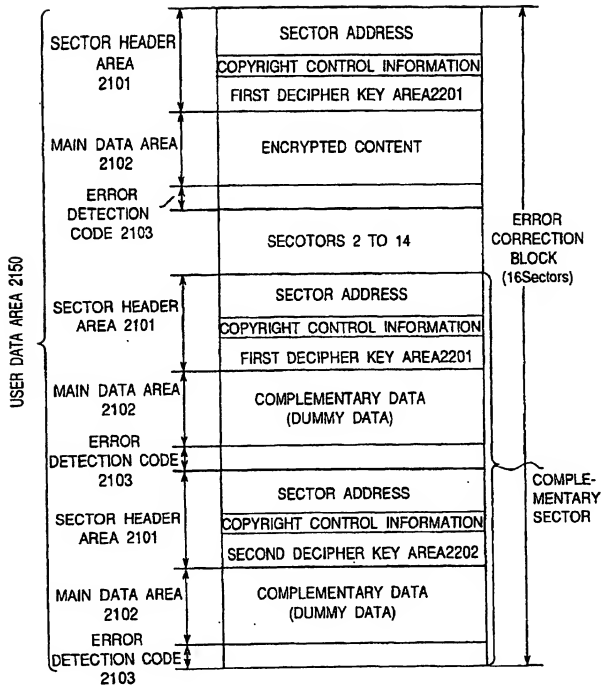 SECTOR HEADER
AREA
2101
SECTOR ADDRESS
COPYRIGHT CONTROL INFORMATION
FIRST DECIPHER KEY AREA2201
MAIN DATA AREA
2102
ENCRYPTED CONTENT
ERROR
DETECTION
CODE 2103
SECOTORS 2 TO 14
ERROR
CORRECTION
BLOCK
(16Sectors)
USER DATA AREA 2150
SECTOR HEADER
AREA 2101
SECTOR ADDRESS
COPYRIGHT CONTROL INFORMATION
FIRST DECIPHER KEY AREA2201
MAIN DATA AREA
2102
COMPLEMENTARY DATA
(DUMMY DATA)
ERROR
DETECTION CODE
2103
COMPLE-
MENTARY
SECTOR
SECTOR HEADER
AREA 2101
SECTOR ADDRESS
COPYRIGHT CONTROL INFORMATION
SECOND DECIPHER KEY AREA2202
MAIN DATA AREA
2102
COMPLEMENTARY DATA
(DUMMY DATA)
ERROR
DETECTION CODE
2103